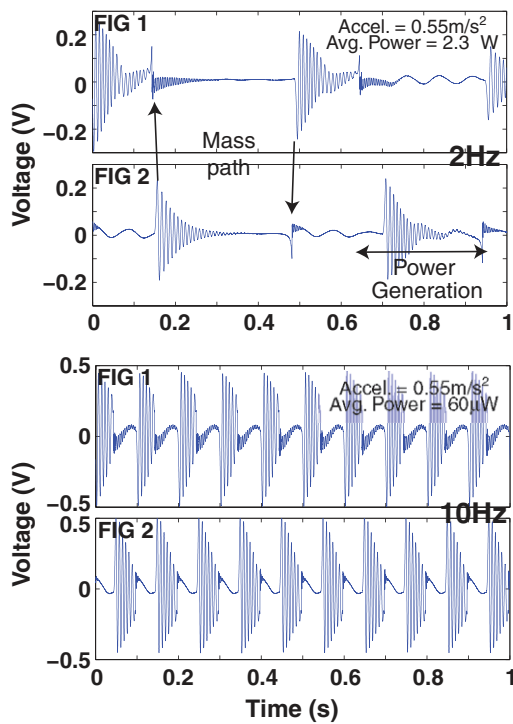 FIG 1
Accel. = 0.55m/s²
Avg. Power = 2.3 W
0.2
0
−0.2
Mass
path
2Hz
Voltage (V)
FIG 2
0.2
0
−0.2
Power
Generation
0 0.2 0.4 0.6 0.8 1
FIG 1
0.5
Accel. = 0.55m/s²
Avg. Power = 60μW
0
−0.5
10Hz
Voltage (V)
FIG 2
0.5
0
−0.5
0 0.2 0.4 0.6 0.8 1
Time (s)